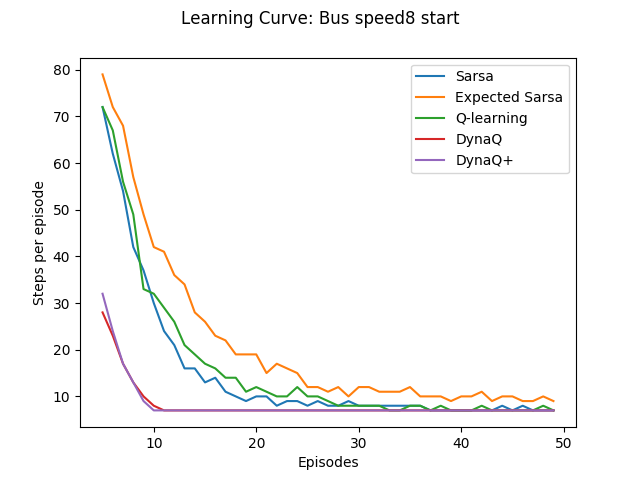 Learning Curve: Bus speed8 start
Sarsa
Expected Sarsa
Q-learning
DynaQ
DynaQ+
Steps per episode
80
70
60
50
40
30
20
10
10 20 30 40 50
Episodes